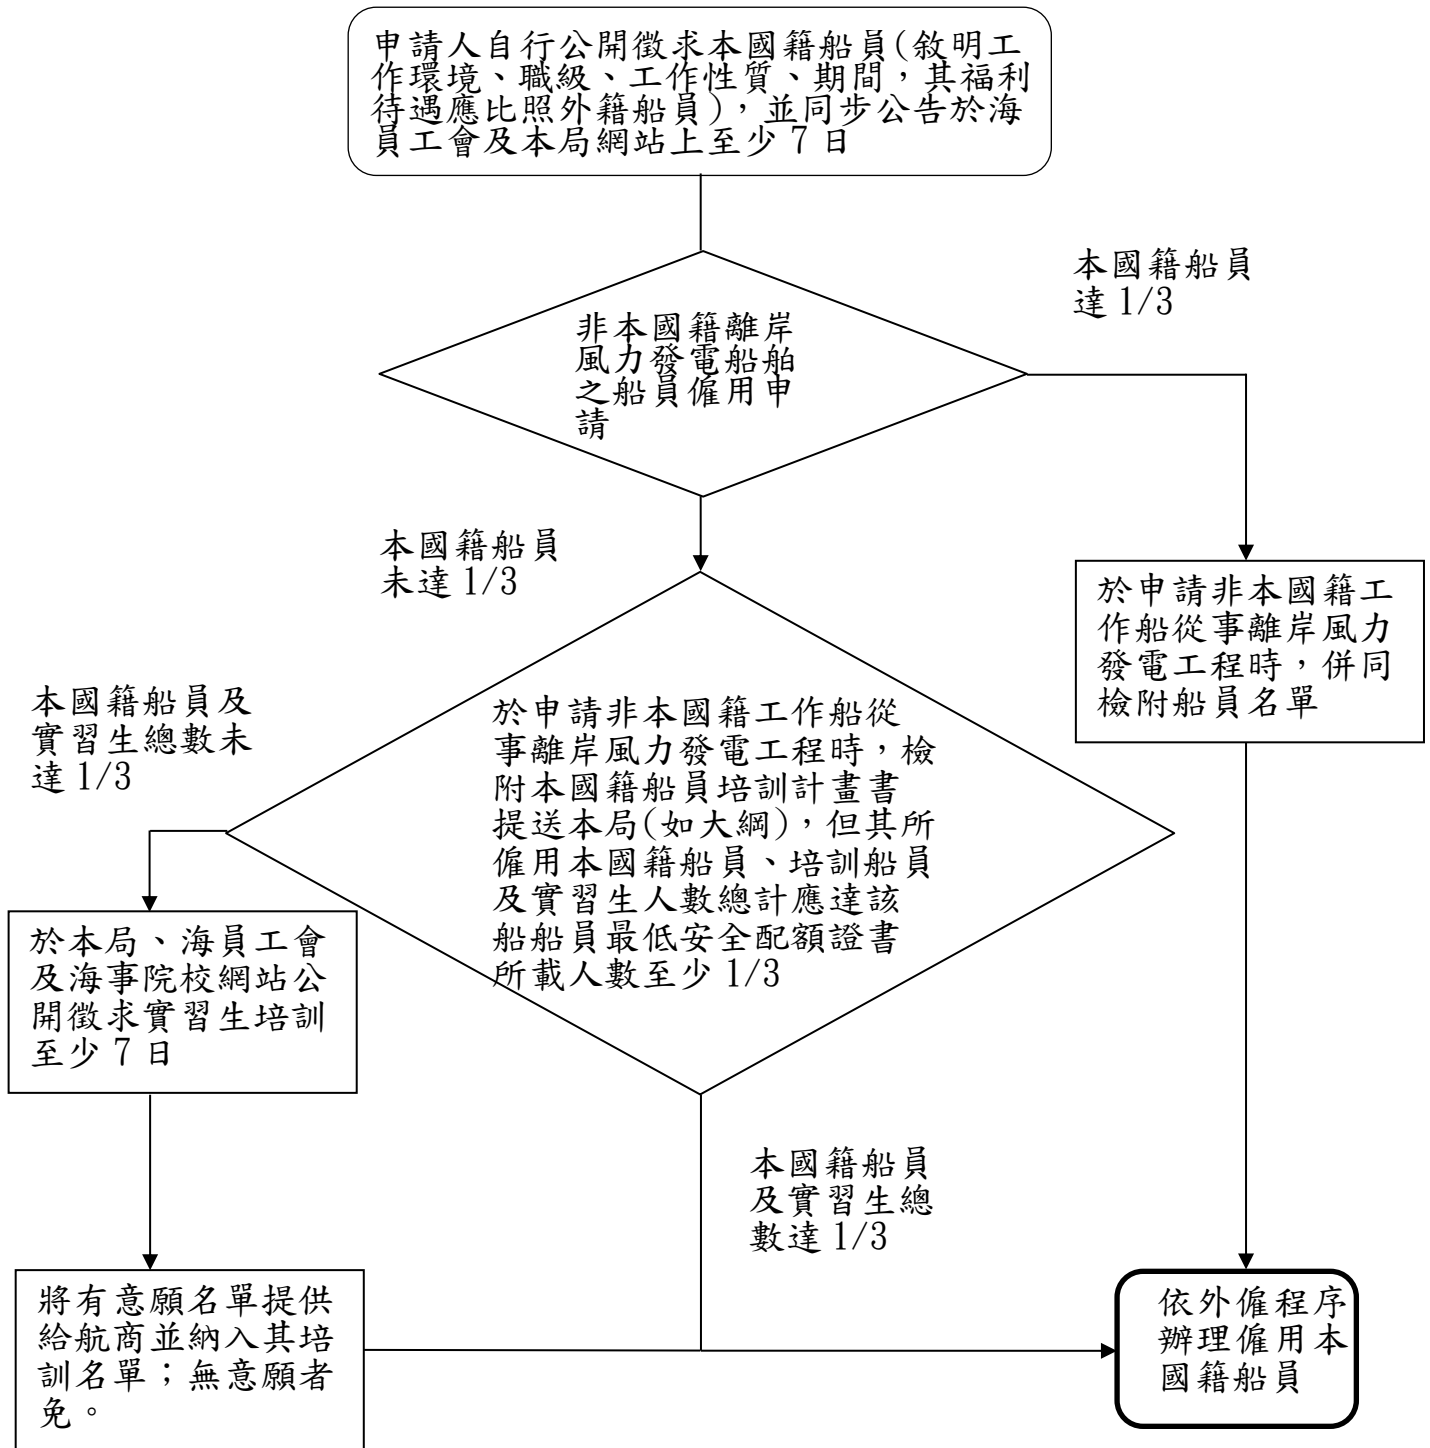 申請人自行公開徵求本國籍船員(敘明工
作環境、職級、工作性質、期間，其福利
待遇應比照外籍船員)，並同步公告於海
員工會及本局網站上至少 7 日
本國籍船員
達 1/3
非本國籍離岸
風力發電船舶
之船員僱用申
請
本國籍船員
未達 1/3
於申請非本國籍工
作船從事離岸風力
發電工程時，併同
檢附船員名單
本國籍船員及
實習生總數未
達 1/3
於申請非本國籍工作船從
事離岸風力發電工程時，檢
附本國籍船員培訓計畫書
提送本局(如大綱)，但其所
僱用本國籍船員、培訓船員
及實習生人數總計應達該
船船員最低安全配額證書
所載人數至少 1/3
於本局、海員工會
及海事院校網站公
開徵求實習生培訓
至少 7 日
本國籍船員
及實習生總
數達 1/3
將有意願名單提供
給航商並納入其培
訓名單；無意願者
免。
依外僱程序
辦理僱用本
國籍船員